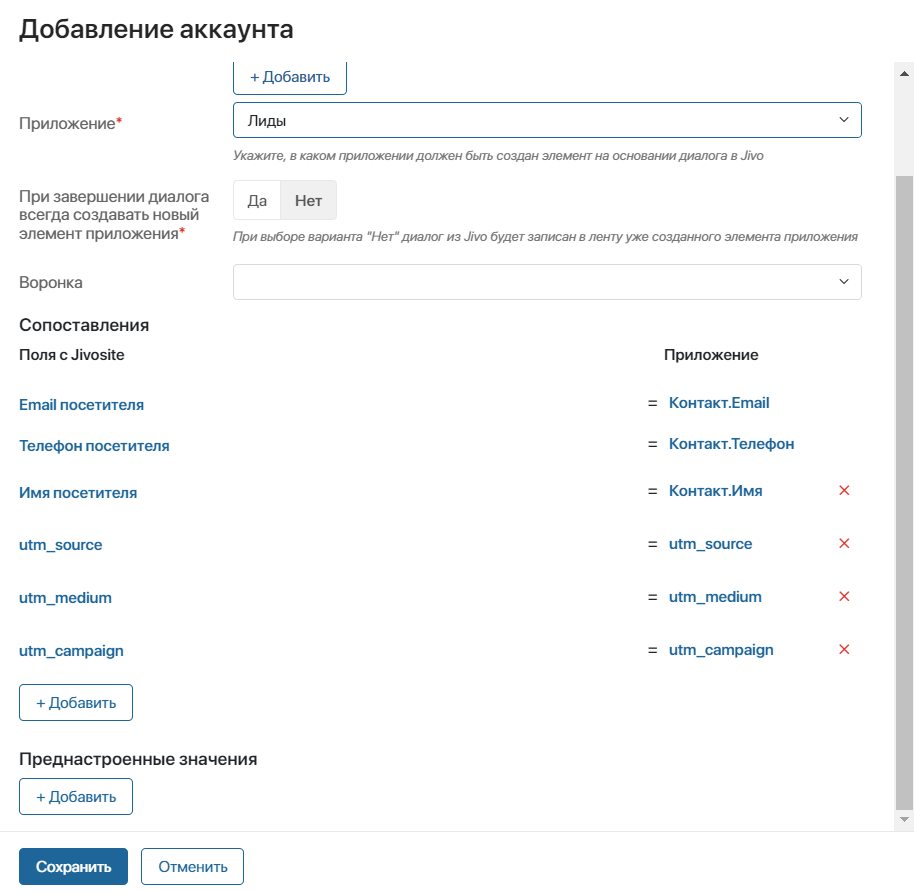 Добавление аккаунта
+ Добавить
Приложение*
Лиды
Укажите, в каком приложении должен быть создан элемент на основании диалога в Jivo
При завершении диалога
всегда создавать новый
элемент приложения*
Да Нет
При выборе варианта "Нет" диалог из Jivo будет записан в ленту уже созданного элемента приложения
Воронка
Сопоставления
Поля с Jivosite Приложение
Email посетителя = Контакт.Email
Телефон посетителя = Контакт.Телефон
Имя посетителя = Контакт.Имя
utm_source = utm_source
utm_medium = utm_medium
utm_campaign = utm_campaign
+ Добавить
Преднастроенные значения
+ Добавить
Сохранить Отменить